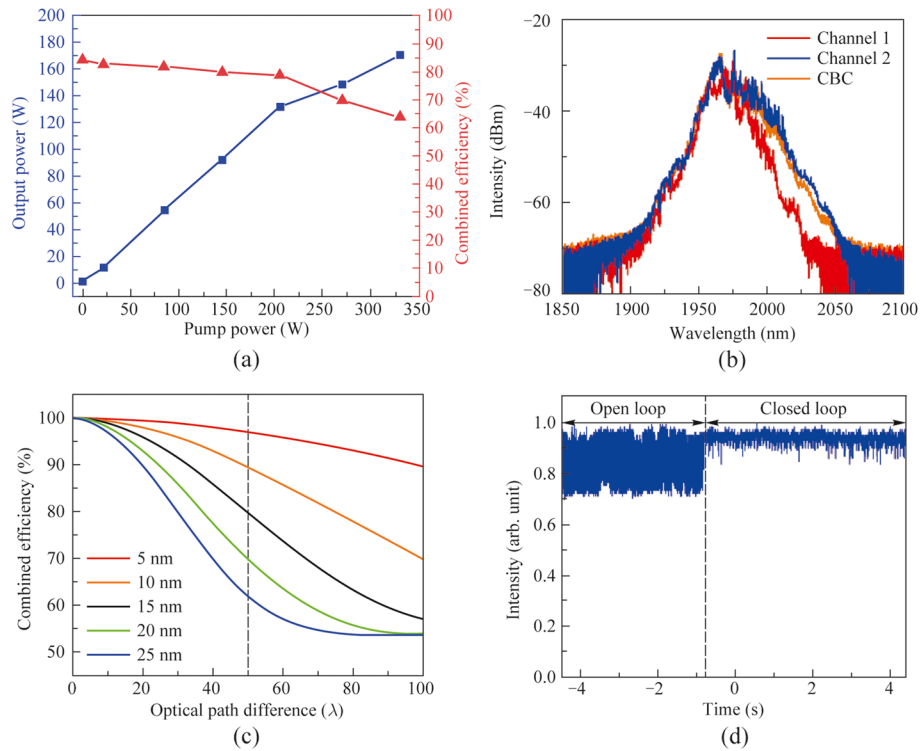 (a)
Output power (W)
200
180
160
140
120
100
80
60
40
20
0
0 50 100 150 200 250 300 350
Pump power (W)
100
90
80
70
60
50
40
30
20
10
0
Combined efficiency (%)
(b)
Intensity (dBm)
−20
−40
−60
−80
1850 1900 1950 2000 2050 2100
Wavelength (nm)
Channel 1
Channel 2
CBC
(c)
Combined efficiency (%)
100
90
80
70
60
50
5 nm
10 nm
15 nm
20 nm
25 nm
0 20 40 60 80 100
Optical path difference (λ)
(d)
Intensity (arb. unit)
1.0
0.8
0.6
0.4
0.2
0.0
Open loop
Closed loop
−4 −2 0 2 4
Time (s)